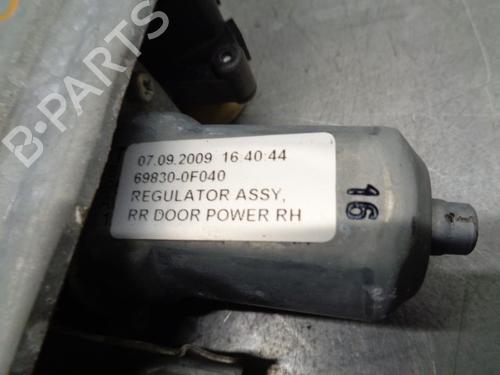 B-PARTS
07.09.2009 16:40:44
69830-0F040
REGULATOR ASSY,
RR DOOR POWER RH
16